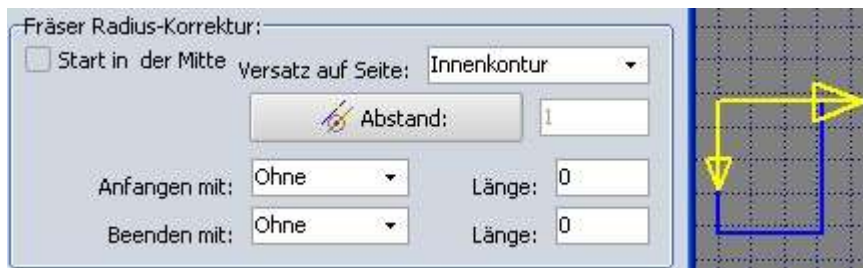 Fräser Radius-Korrektur:
Start in der Mitte Versatz auf Seite: Innenkontur
Abstand: 1
Anfangen mit: Ohne Länge: 0
Beenden mit: Ohne Länge: 0